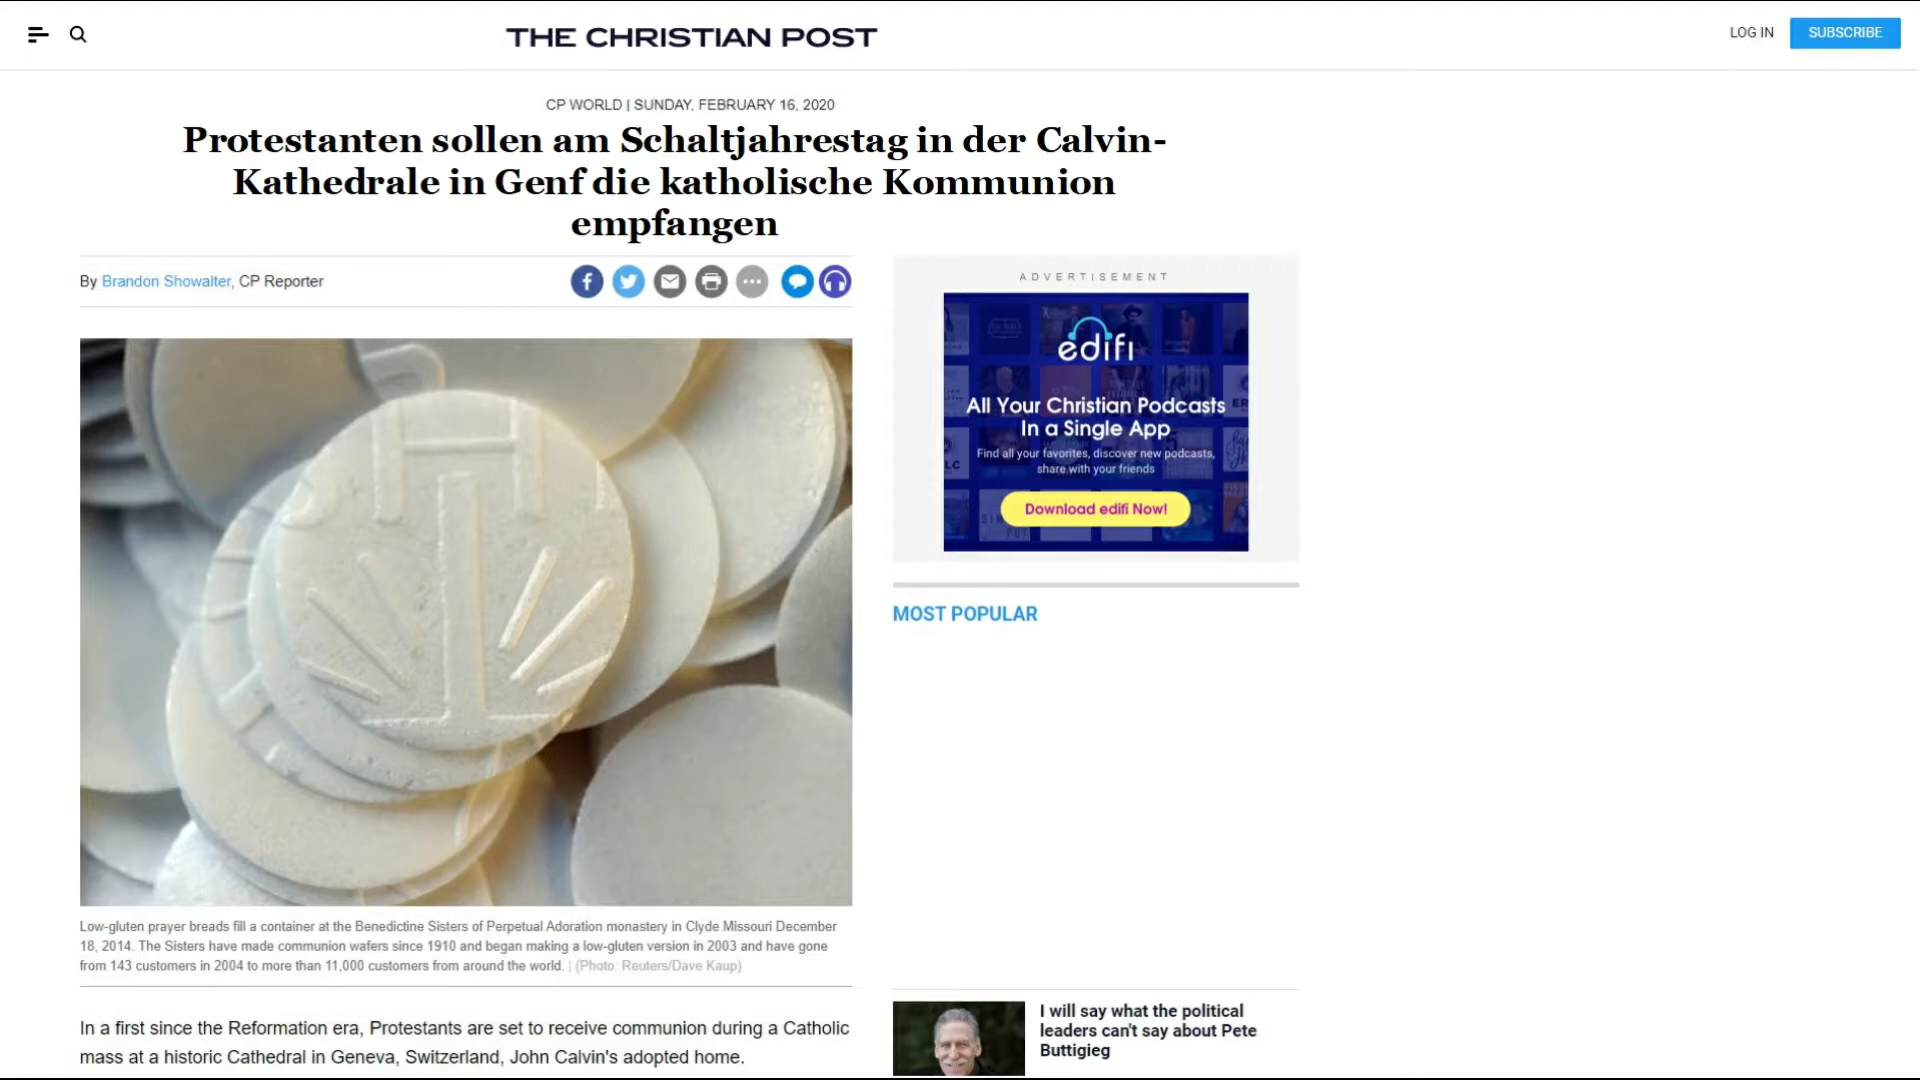 THE CHRISTIAN POST
LOG IN
SUBSCRIBE
CP WORLD | SUNDAY, FEBRUARY 16, 2020
Protestanten sollen am Schaltjahrestag in der Calvin-
Kathedrale in Genf die katholische Kommunion
empfangen
By Brandon Showalter, CP Reporter
ADVERTISEMENT
edifi
All Your Christian Podcasts
In a Single App
Find all your favorites, discover new podcasts,
share with your friends
Download edifi Now!
MOST POPULAR
Low-gluten prayer breads fill a container at the Benedictine Sisters of Perpetual Adoration monastery in Clyde Missouri December
18, 2014. The Sisters have made communion wafers since 1910 and began making a low-gluten version in 2003 and have gone
from 143 customers in 2004 to more than 11,000 customers from around the world. | (Photo: Reuters/Dave Kaup)
In a first since the Reformation era, Protestants are set to receive communion during a Catholic
mass at a historic Cathedral in Geneva, Switzerland, John Calvin's adopted home.
I will say what the political
leaders can't say about Pete
Buttigieg